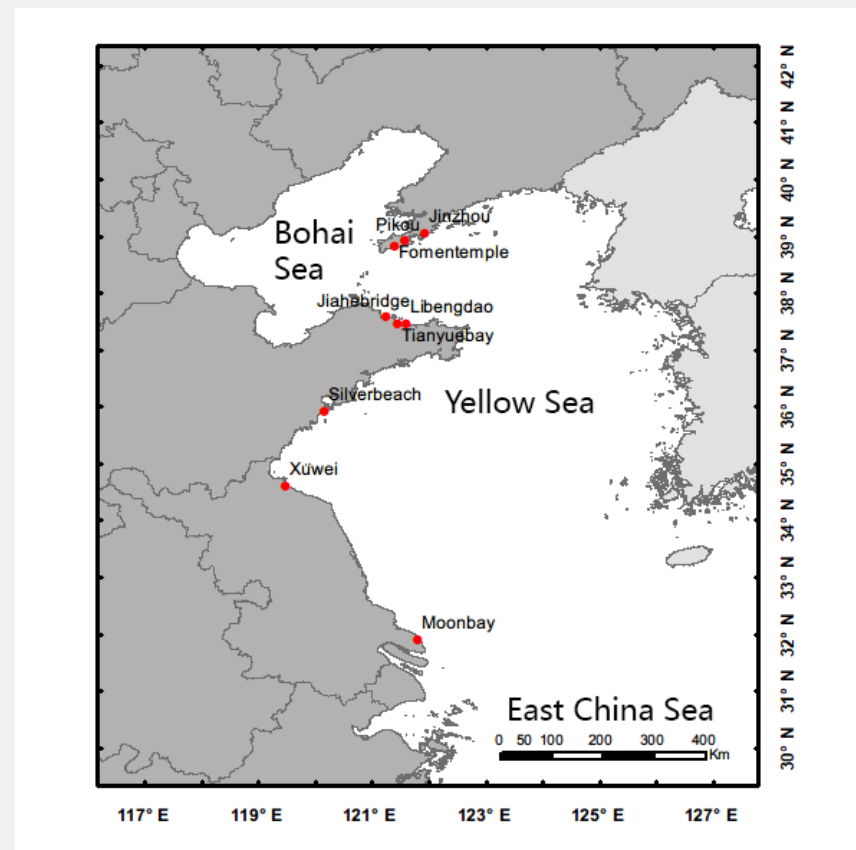 42° N
41° N
40° N
39° N
38° N
37° N
36° N
35° N
34° N
33° N
32° N
31° N
30° N
Jinzhou
Pikou
Fomentemple
Bohai
Sea
Jiahebridge
Libengdao
Tianyuebay
Silverbeach
Yellow Sea
Xuwei
Moonbay
East China Sea
0 50 100 200 300 400
Km
117° E 119° E 121° E 123° E 125° E 127° E